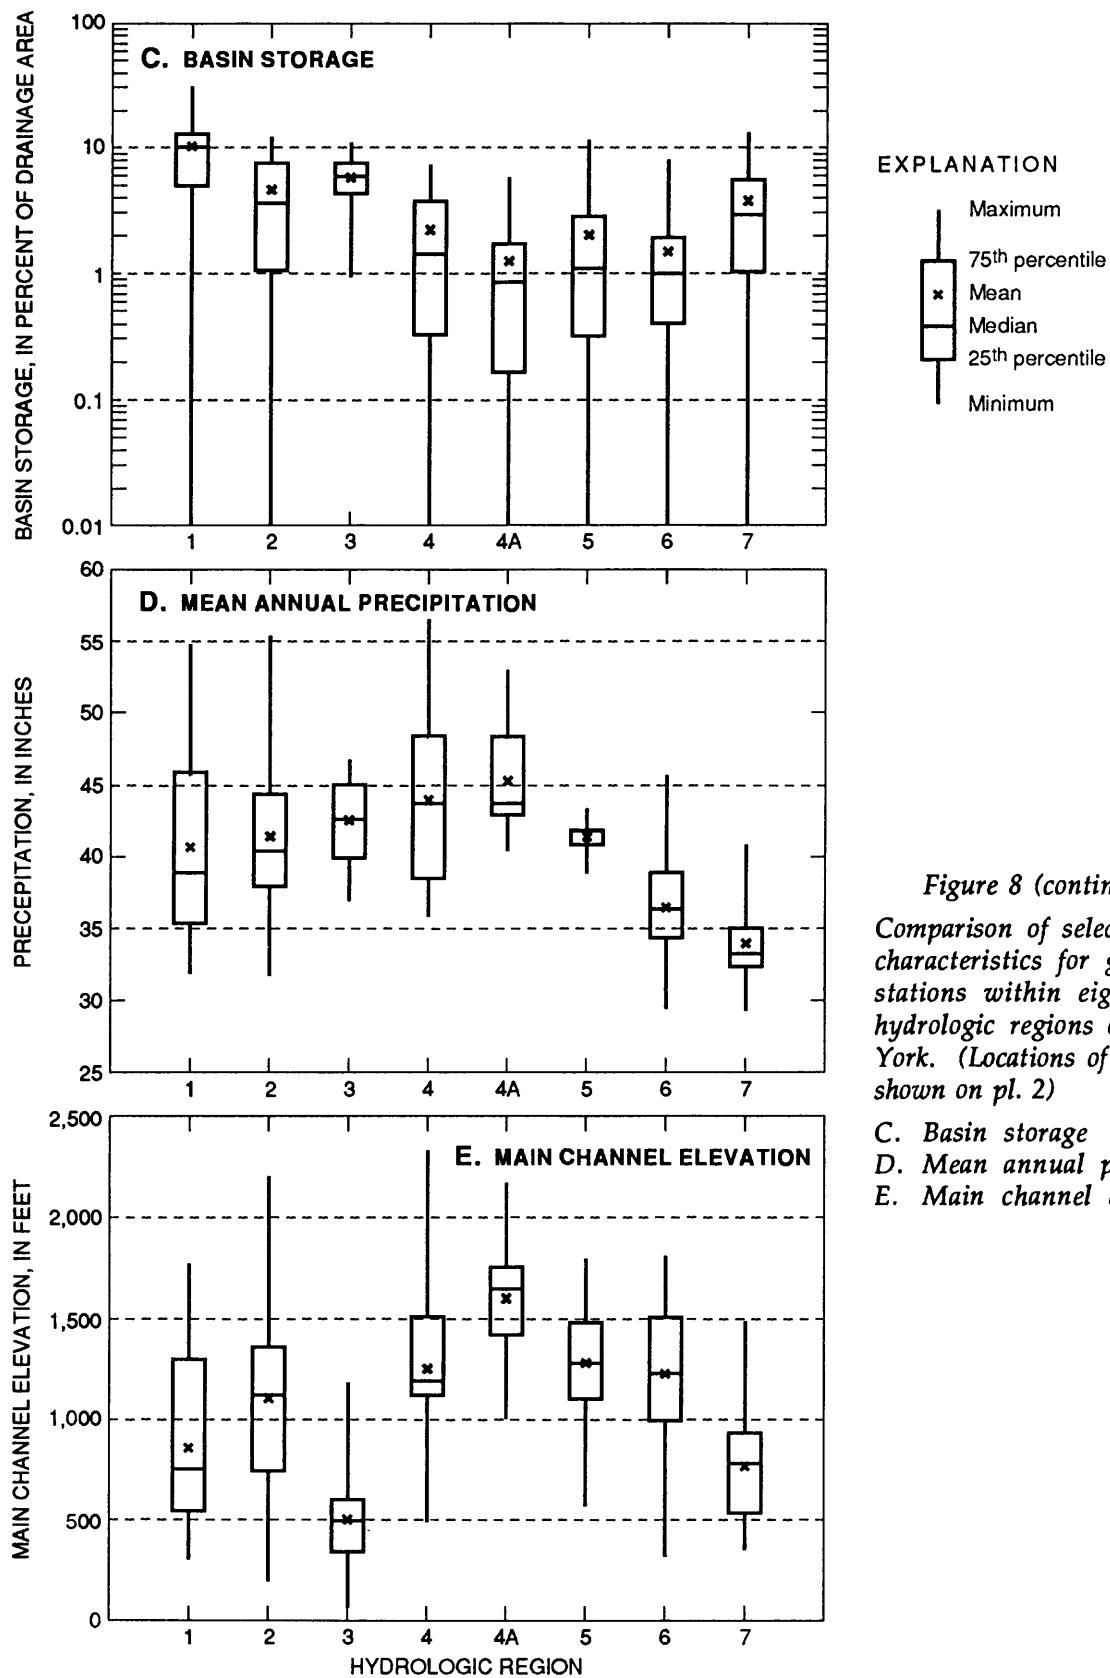 C. BASIN STORAGE
BASIN STORAGE, IN PERCENT OF DRAINAGE AREA
100
10
1
0.1
0.01
1 2 3 4 4A 5 6 7
EXPLANATION
Maximum
75th percentile
Mean
Median
25th percentile
Minimum
D. MEAN ANNUAL PRECIPITATION
PRECEPITATION, IN INCHES
60
55
50
45
40
35
30
25
1 2 3 4 4A 5 6 7
E. MAIN CHANNEL ELEVATION
MAIN CHANNEL ELEVATION, IN FEET
2,500
2,000
1,500
1,000
500
0
1 2 3 4 4A 5 6 7
HYDROLOGIC REGION
Figure 8 (contin
Comparison of selec
characteristics for g
stations within eig
hydrologic regions
York. (Locations of
shown on pl. 2)
C. Basin storage
D. Mean annual p
E. Main channel